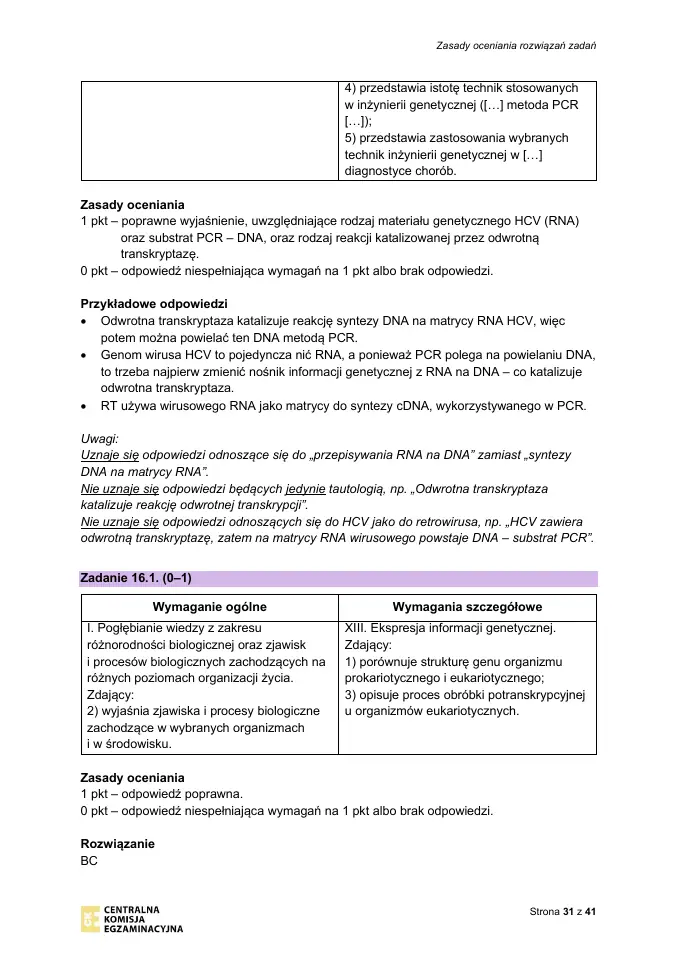 Zasady oceniania rozwiązań zadań
4) przedstawia istotę technik stosowanych
w inżynierii genetycznej ([…] metoda PCR
[…]);
5) przedstawia zastosowania wybranych
technik inżynierii genetycznej w […]
diagnostyce chorób.
Zasady oceniania
1 pkt – poprawne wyjaśnienie, uwzględniające rodzaj materiału genetycznego HCV (RNA)
oraz substrat PCR – DNA, oraz rodzaj reakcji katalizowanej przez odwrotną
transkryptazę.
0 pkt – odpowiedź niespełniająca wymagań na 1 pkt albo brak odpowiedzi.
Przykładowe odpowiedzi
• Odwrotna transkryptaza katalizuje reakcję syntezy DNA na matrycy RNA HCV, więc
potem można powielać ten DNA metodą PCR.
• Genom wirusa HCV to pojedyncza nić RNA, a ponieważ PCR polega na powielaniu DNA,
to trzeba najpierw zmienić nośnik informacji genetycznej z RNA na DNA – co katalizuje
odwrotna transkryptaza.
• RT używa wirusowego RNA jako matrycy do syntezy cDNA, wykorzystywanego w PCR.
Uwagi:
Uznaje się odpowiedzi odnoszące się do „przepisywania RNA na DNA” zamiast „syntezy
DNA na matrycy RNA”.
Nie uznaje się odpowiedzi będących jedynie tautologią, np. „Odwrotna transkryptaza
katalizuje reakcję odwrotnej transkrypcji”.
Nie uznaje się odpowiedzi odnoszących się do HCV jako do retrowirusa, np. „HCV zawiera
odwrotną transkryptazę, zatem na matrycy RNA wirusowego powstaje DNA – substrat PCR”.
Zadanie 16.1. (0–1)
Wymaganie ogólne
I. Pogłębianie wiedzy z zakresu
różnorodności biologicznej oraz zjawisk
i procesów biologicznych zachodzących na
różnych poziomach organizacji życia.
Zdający:
2) wyjaśnia zjawiska i procesy biologiczne
zachodzące w wybranych organizmach
i w środowisku.
Wymagania szczegółowe
XIII. Ekspresja informacji genetycznej.
Zdający:
1) porównuje strukturę genu organizmu
prokariotycznego i eukariotycznego;
3) opisuje proces obróbki potranskrypcyjnej
u organizmów eukariotycznych.
Zasady oceniania
1 pkt – odpowiedź poprawna.
0 pkt – odpowiedź niespełniająca wymagań na 1 pkt albo brak odpowiedzi.
Rozwiązanie
BC
CKE
CENTRALNA
KOMISJA
EGZAMINACYJNA
Strona 31 z 41